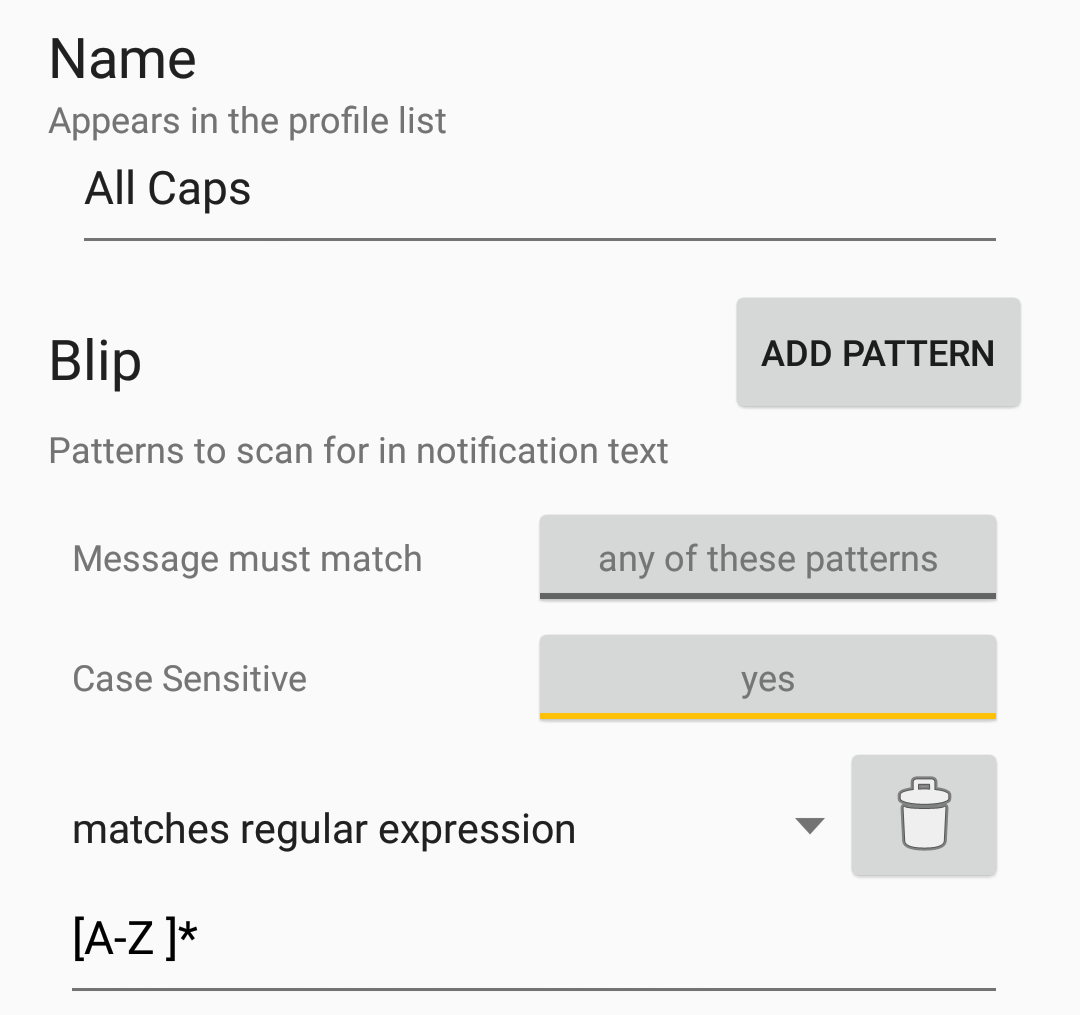 Name
Appears in the profile list
All Caps
Blip
ADD PATTERN
Patterns to scan for in notification text
Message must match
any of these patterns
Case Sensitive
yes
matches regular expression
[A-Z ]*